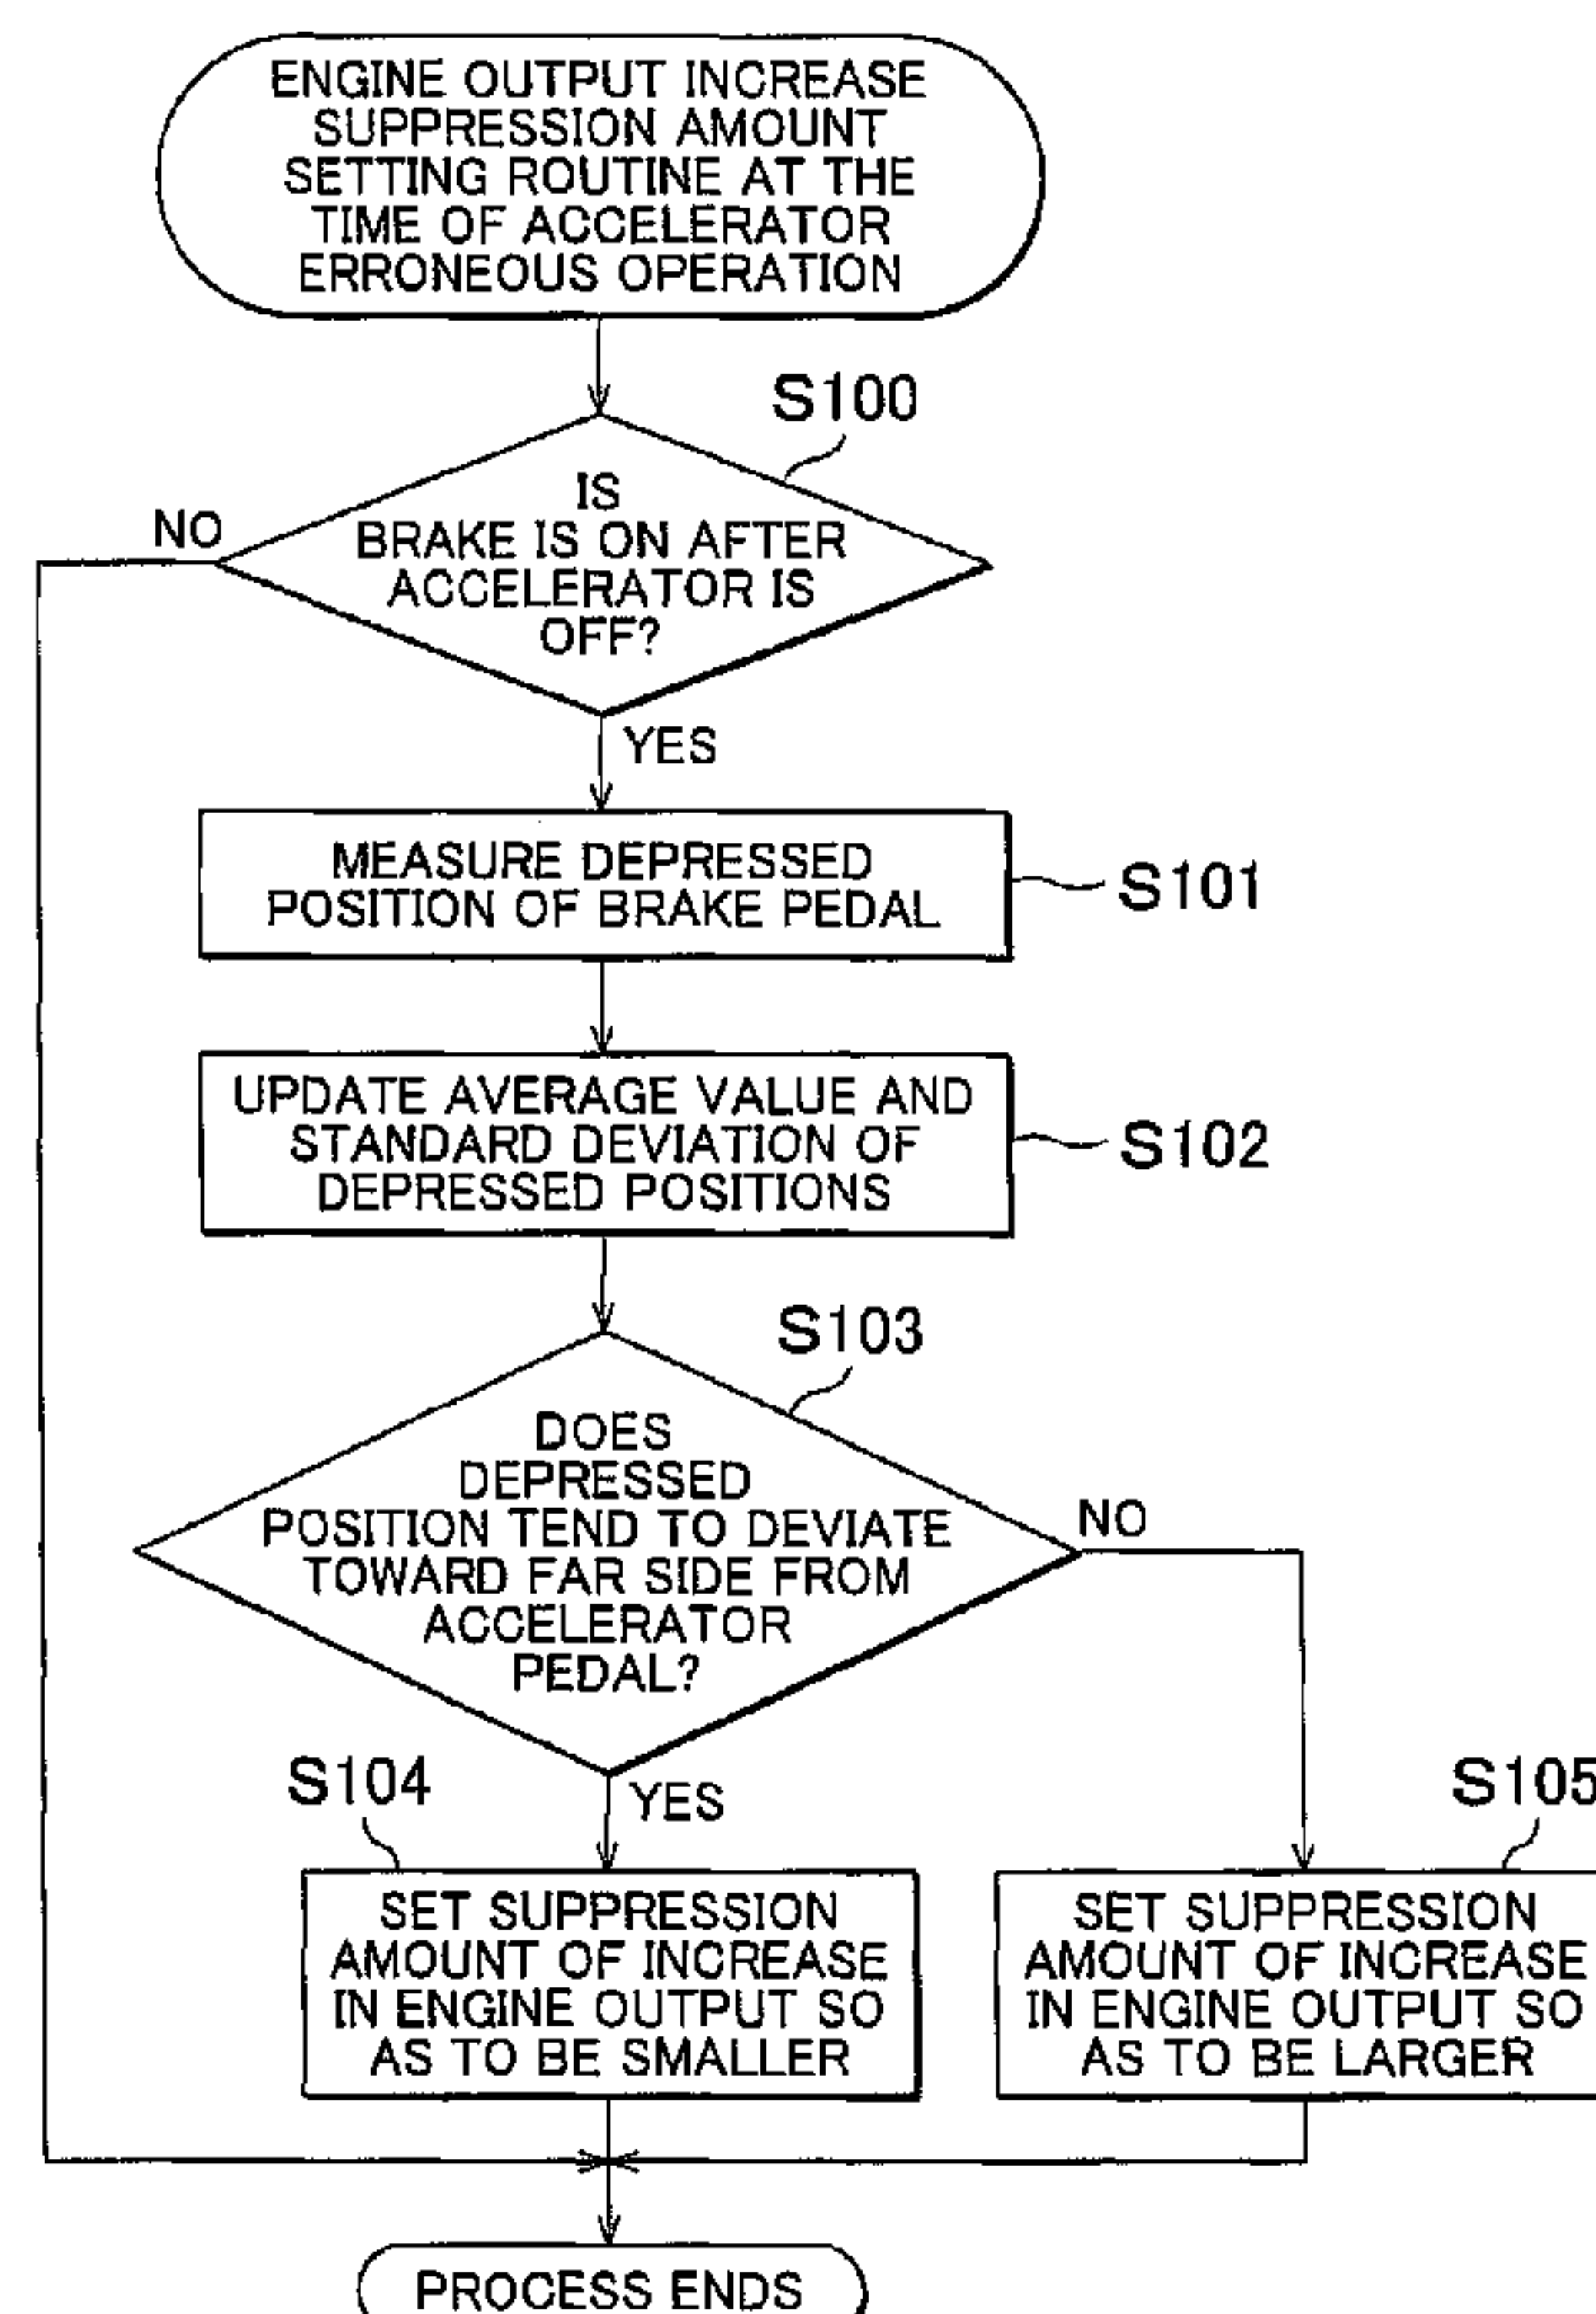 ENGINE OUTPUT INCREASE
SUPPRESSION AMOUNT
SETTING ROUTINE AT THE
TIME OF ACCELERATOR
ERRONEOUS OPERATION
S100
IS
BRAKE IS ON AFTER
ACCELERATOR IS
OFF?
NO
YES
MEASURE DEPRESSED
POSITION OF BRAKE PEDAL
S101
UPDATE AVERAGE VALUE AND
STANDARD DEVIATION OF
DEPRESSED POSITIONS
S102
S103
DOES
DEPRESSED
POSITION TEND TO DEVIATE
TOWARD FAR SIDE FROM
ACCELERATOR
PEDAL?
NO
YES
S104
SET SUPPRESSION
AMOUNT OF INCREASE
IN ENGINE OUTPUT SO
AS TO BE SMALLER
S105
SET SUPPRESSION
AMOUNT OF INCREASE
IN ENGINE OUTPUT SO
AS TO BE LARGER
PROCESS ENDS